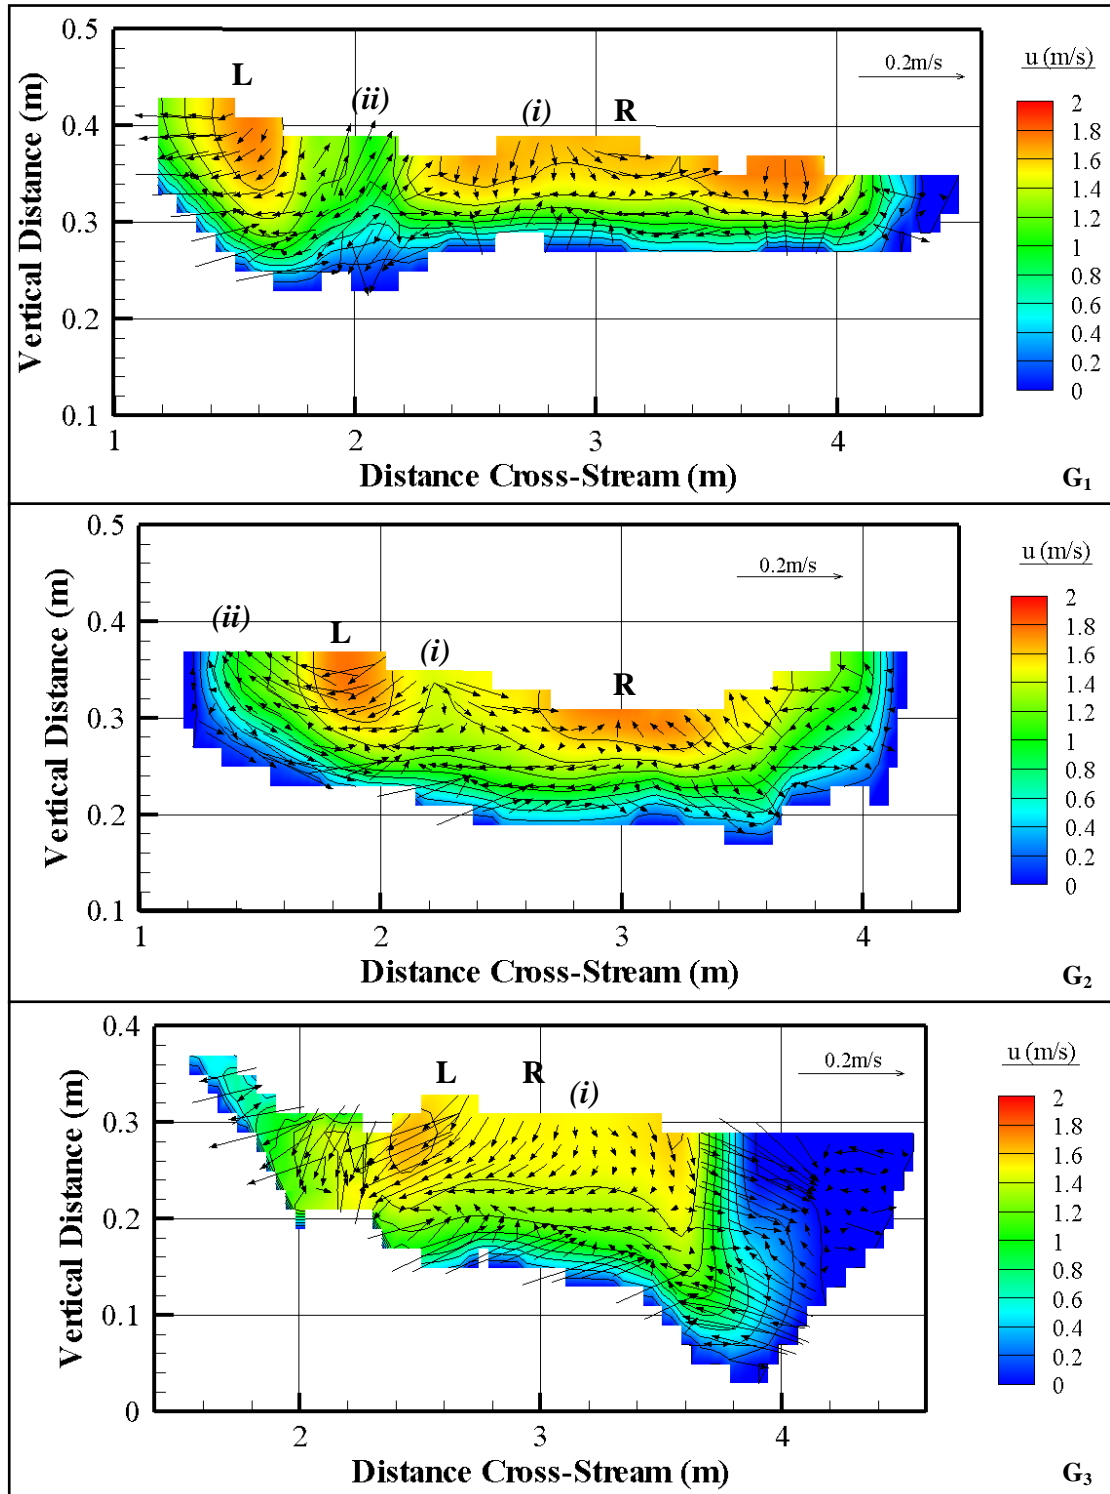 0.5
0.4
0.3
0.2
0.1
Vertical Distance (m)
L
(ii)
(i)
R
0.2m/s
u (m/s)
2
1.8
1.6
1.4
1.2
1
0.8
0.6
0.4
0.2
0
1
2
3
4
Distance Cross-Stream (m)
G1
0.5
0.4
0.3
0.2
0.1
Vertical Distance (m)
(ii)
L
(i)
R
0.2m/s
u (m/s)
2
1.8
1.6
1.4
1.2
1
0.8
0.6
0.4
0.2
0
1
2
3
4
Distance Cross-Stream (m)
G2
0.4
0.3
0.2
0.1
0
Vertical Distance (m)
L
R
(i)
0.2m/s
u (m/s)
2
1.8
1.6
1.4
1.2
1
0.8
0.6
0.4
0.2
0
2
3
4
Distance Cross-Stream (m)
G3